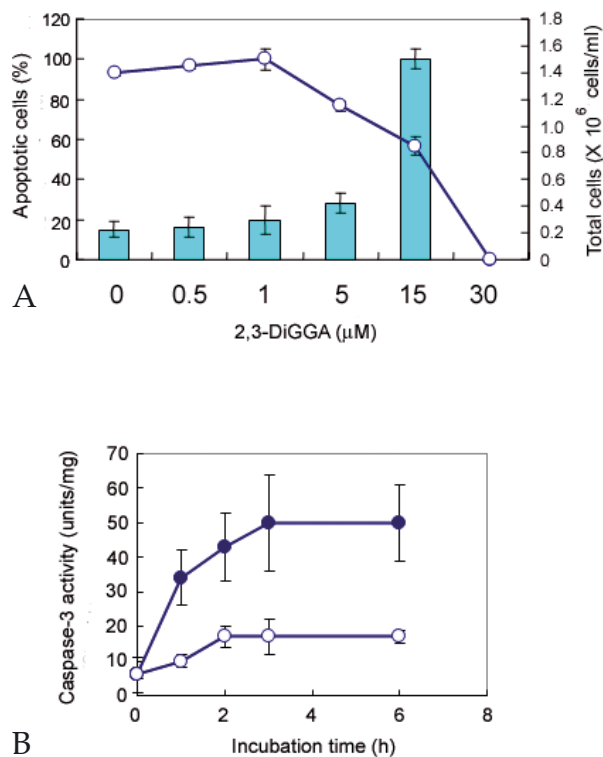 120
100
80
60
40
20
0
Apoptotic cells (%)
1.8
1.6
1.4
1.2
1.0
0.8
0.6
0.4
0.2
0
Total cells (X 10⁶ cells/ml)
0 0.5 1 5 15 30
2,3-DiGGA (μM)
A
70
60
50
40
30
20
10
0
Caspase-3 activity (units/mg)
0 2 4 6 8
Incubation time (h)
B